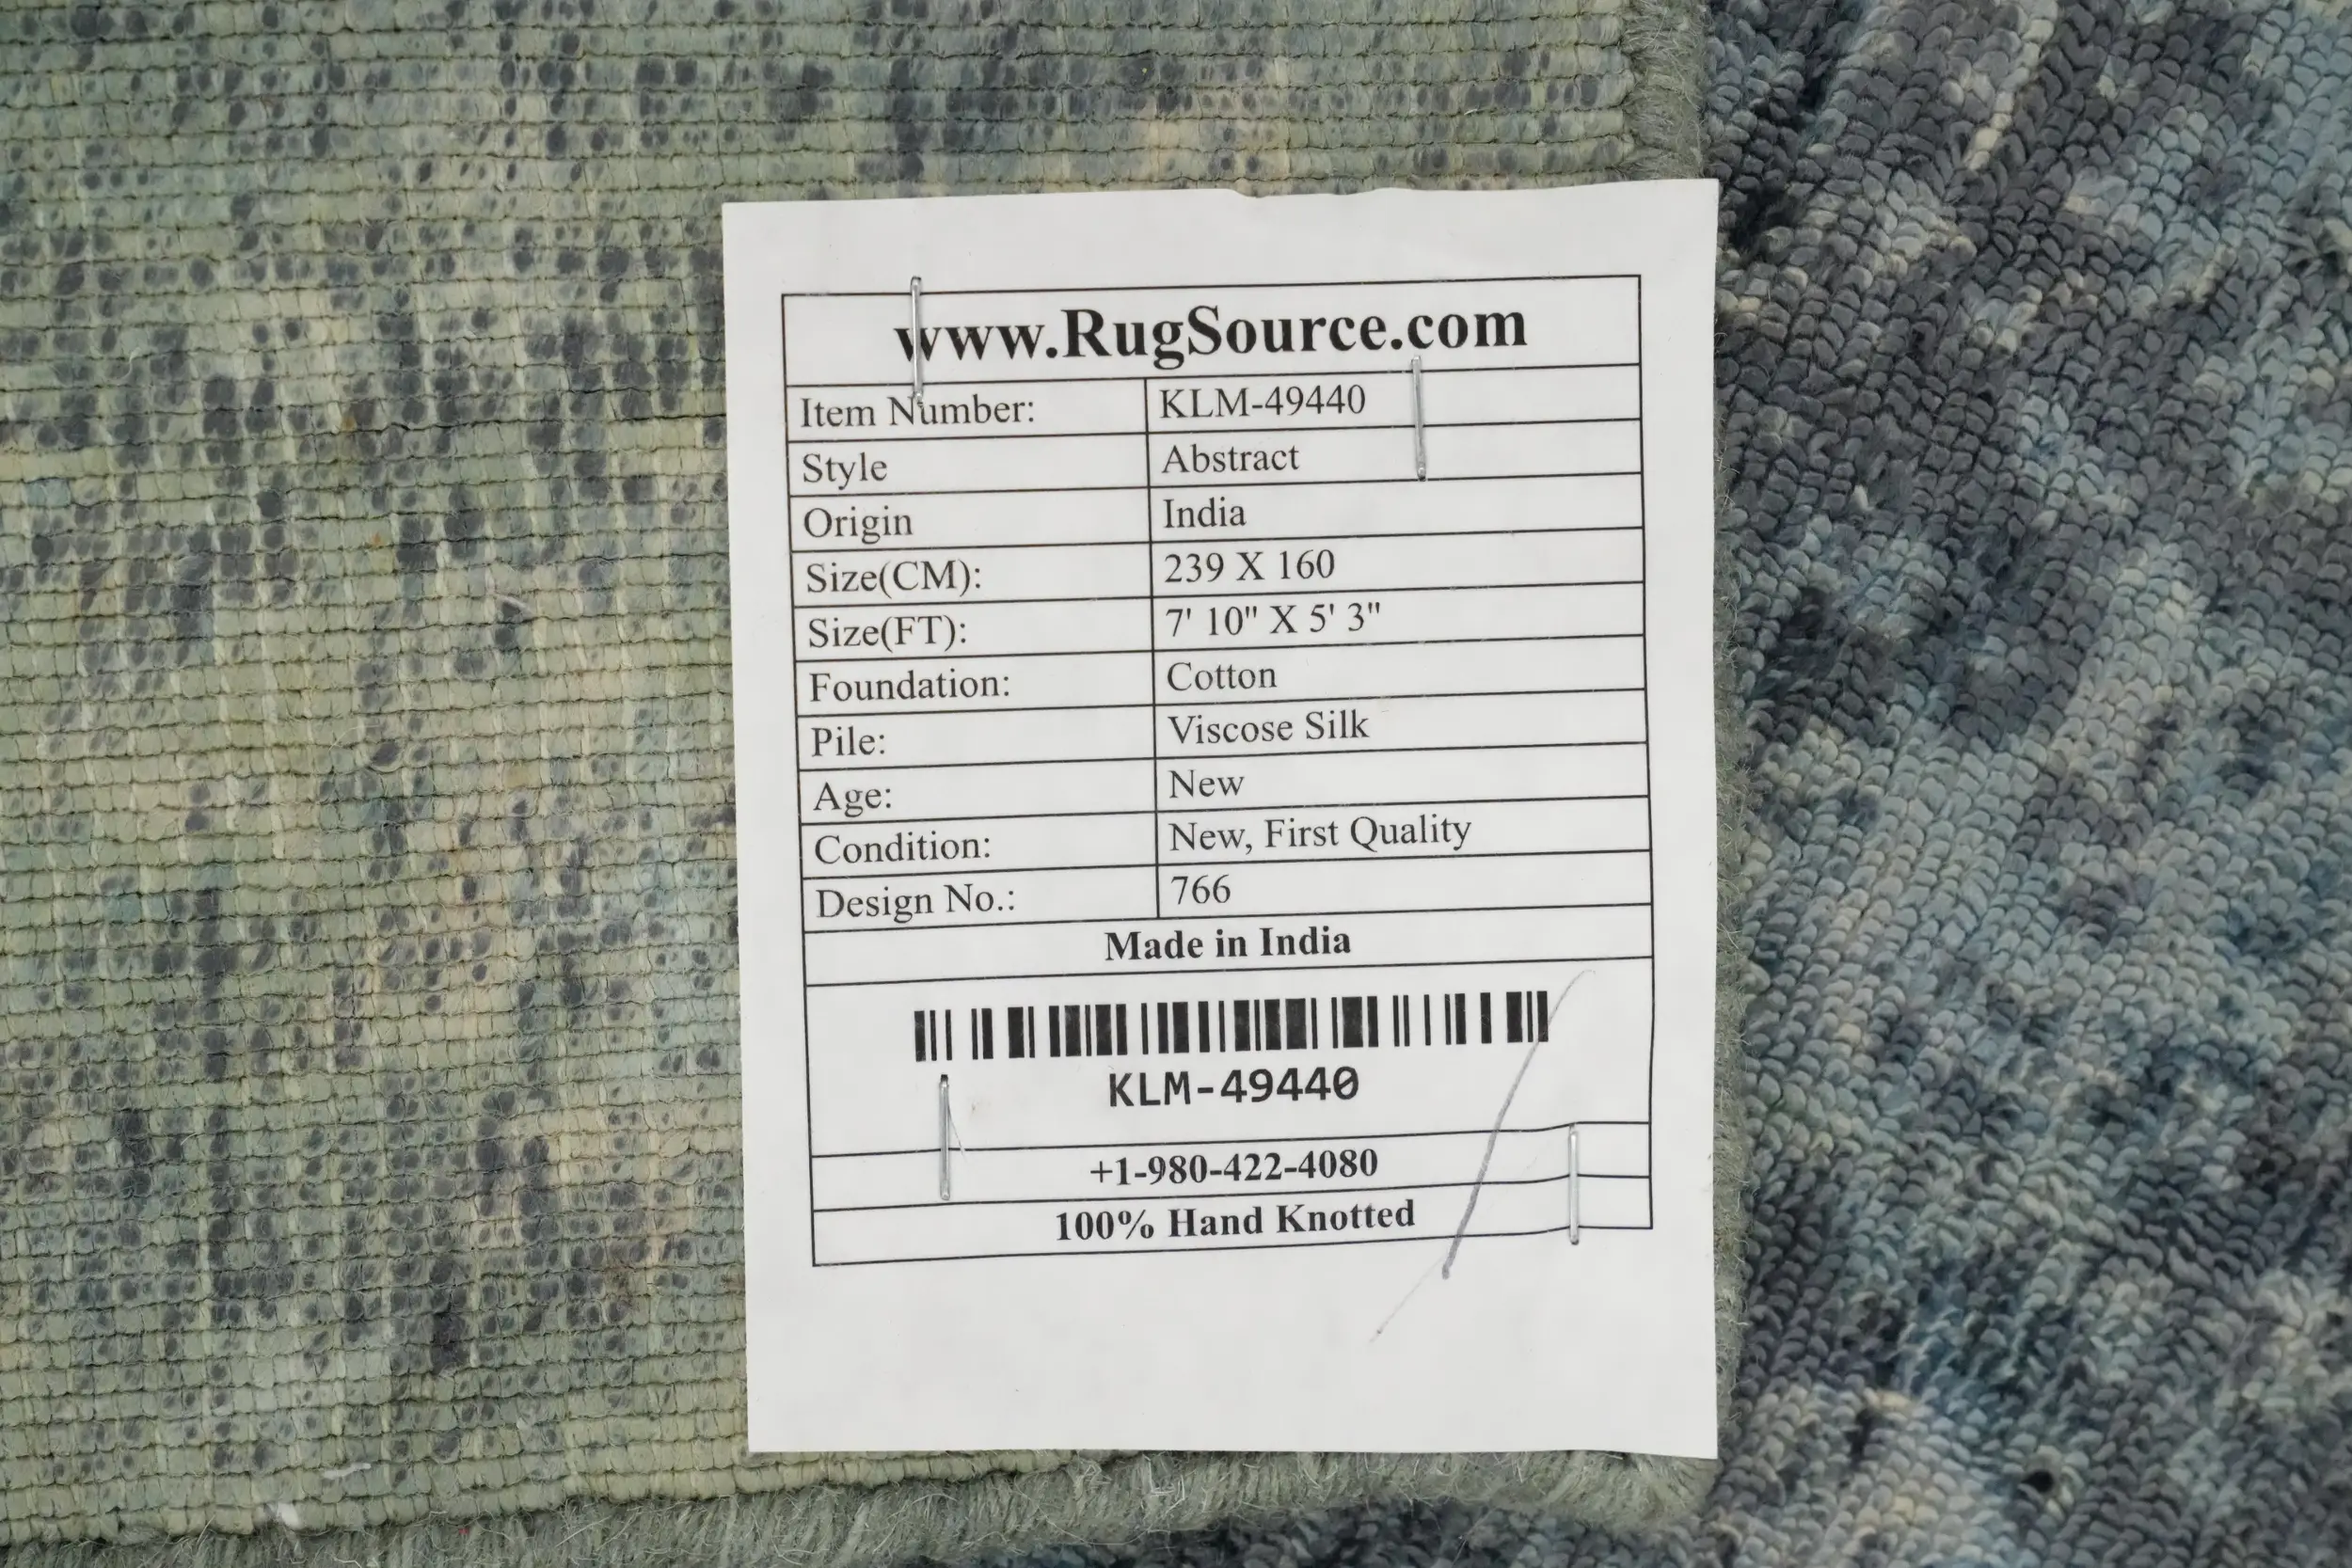 www.RugSource.com
Item Number: KLM-49440
Style Abstract
Origin India
Size(CM): 239 X 160
Size(FT): 7' 10" X 5' 3"
Foundation: Cotton
Pile: Viscose Silk
Age: New
Condition: New, First Quality
Design No.: 766
Made in India
KLM-49440
+1-980-422-4080
100% Hand Knotted